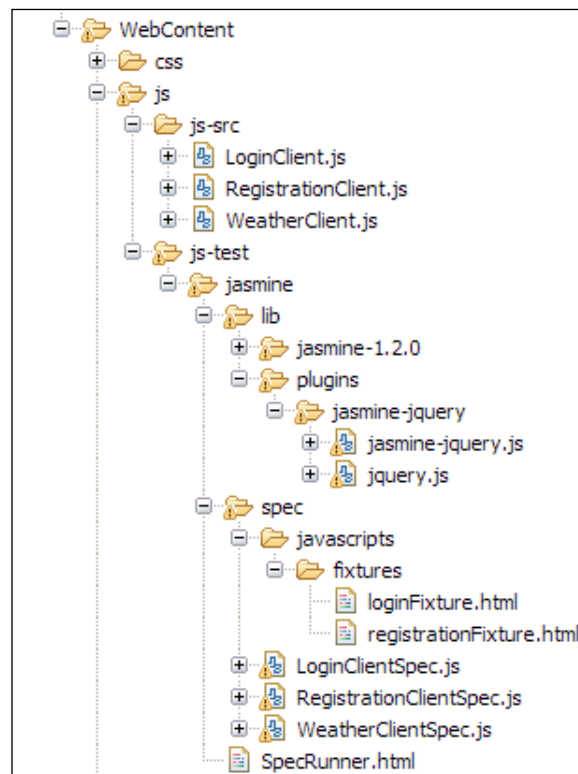 WebContent
css
js
js-src
LoginClient.js
RegistrationClient.js
WeatherClient.js
js-test
jasmine
lib
jasmine-1.2.0
plugins
jasmine-jquery
jasmine-jquery.js
jquery.js
spec
javascripts
fixtures
loginFixture.html
registrationFixture.html
LoginClientSpec.js
RegistrationClientSpec.js
WeatherClientSpec.js
SpecRunner.html